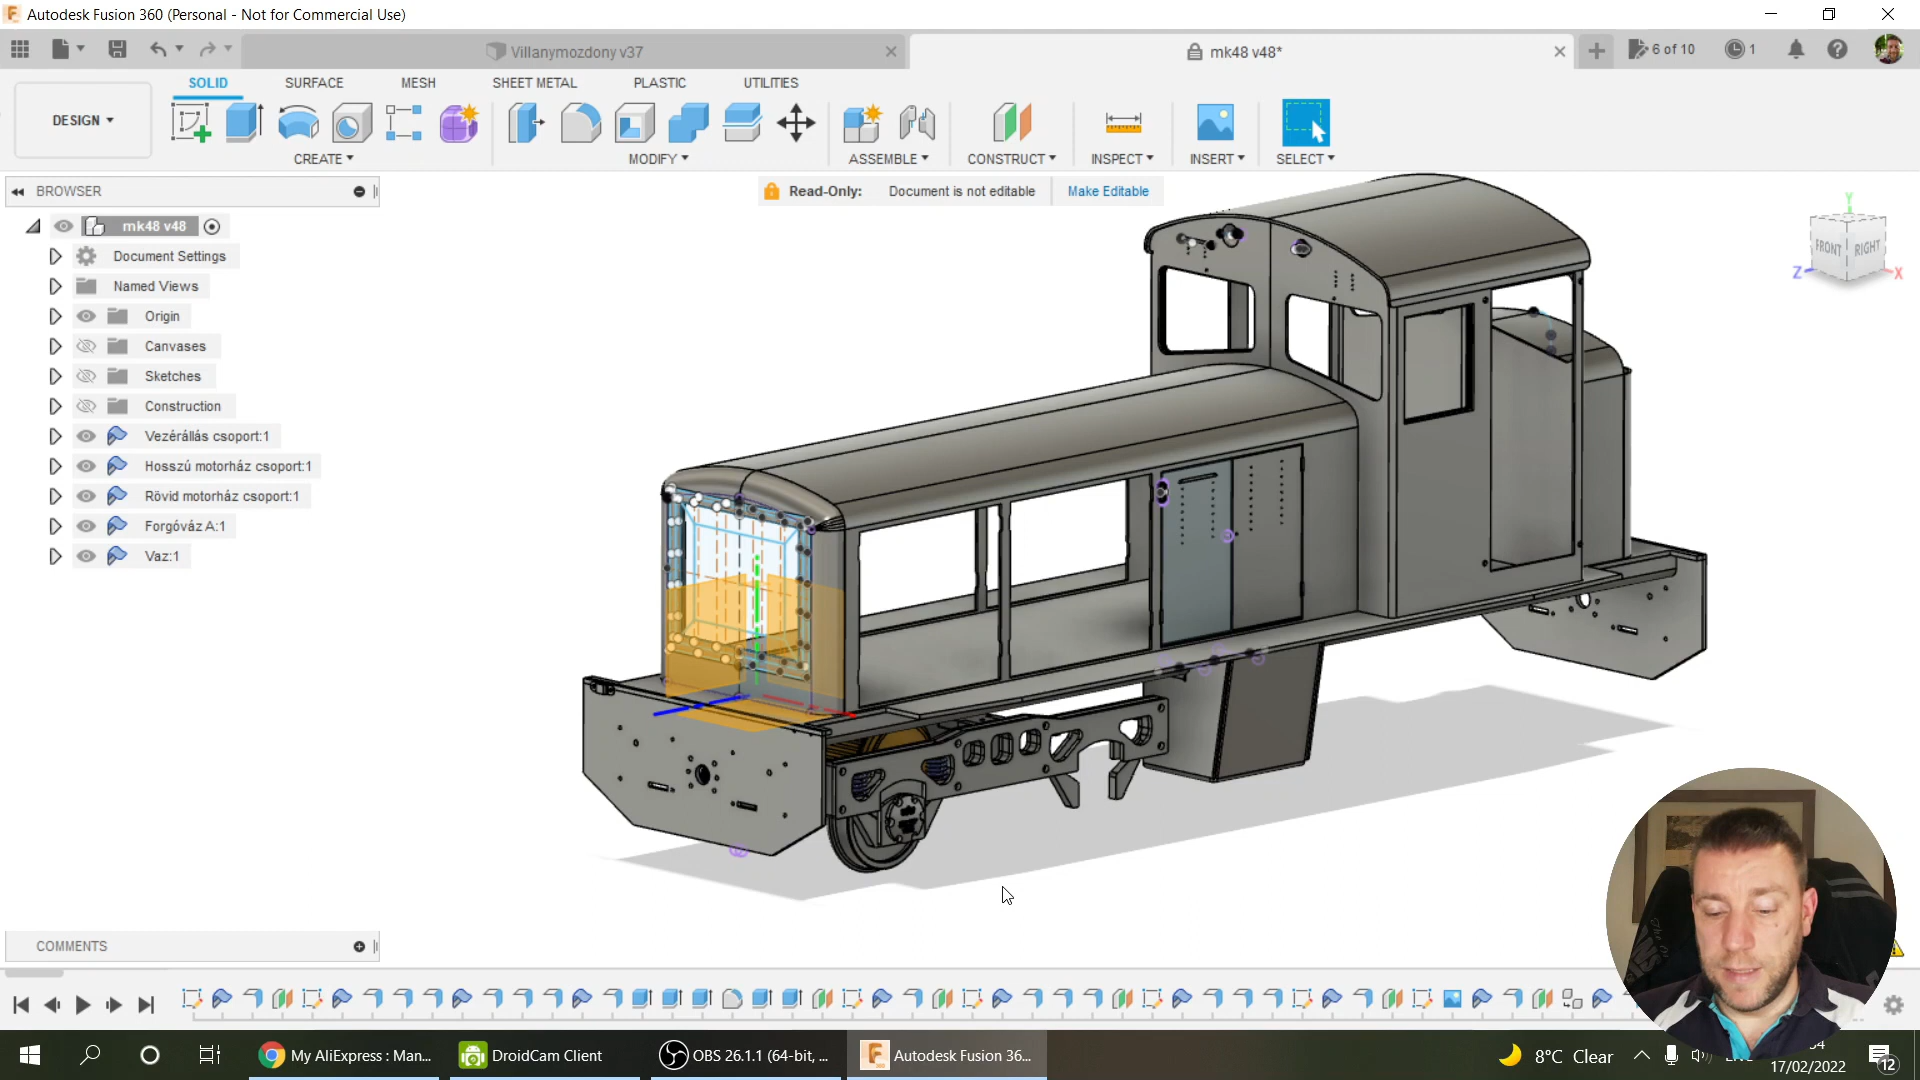 Autodesk Fusion 360 (Personal - Not for Commercial Use)
Villanymozdony v37
mk48 v48*
6 of 10
1
DESIGN
SOLID
SURFACE
MESH
SHEET METAL
PLASTIC
UTILITIES
CREATE
MODIFY
ASSEMBLE
CONSTRUCT
INSPECT
INSERT
SELECT
BROWSER
Read-Only:
Document is not editable
Make Editable
mk48 v48
Document Settings
Named Views
Origin
Canvases
Sketches
Construction
Vezérállás csoport:1
Hosszú motorház csoport:1
Rövid motorház csoport:1
Forgóváz A:1
Vaz:1
Y
FRONT
RIGHT
Z
X
COMMENTS
My AliExpress : Man...
DroidCam Client
OBS 26.1.1 (64-bit, ...
Autodesk Fusion 36...
8°C Clear
17/02/2022
12